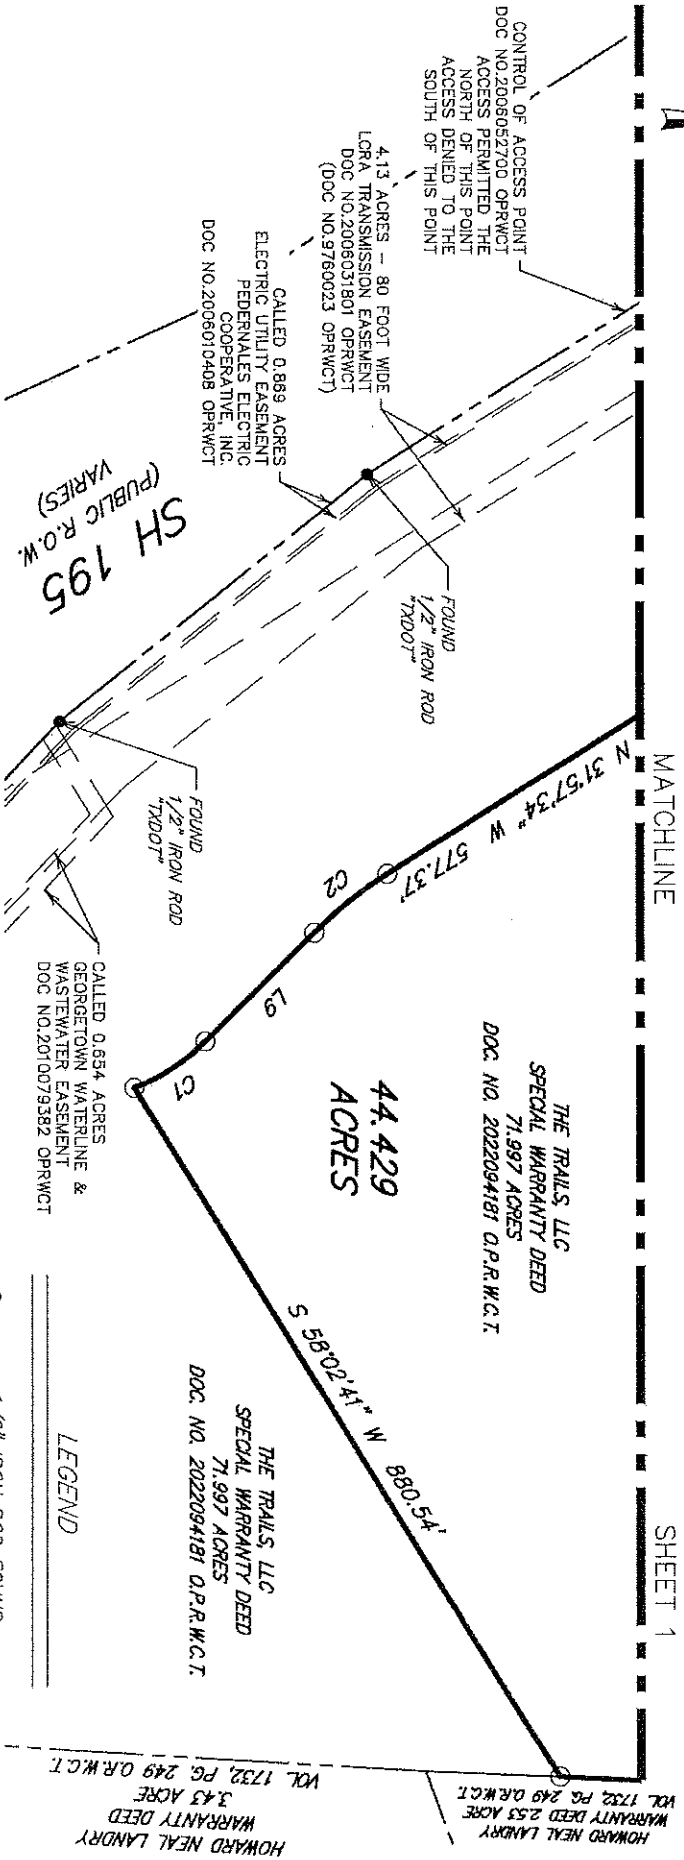 MATCHLINE
SHEET 1
CONTROL OF ACCESS POINT
DOC NO.2006052700 OPRWCT
ACCESS PERMITTED THE
NORTH OF THIS POINT
ACCESS DENIED TO THE
SOUTH OF THIS POINT
4.13 ACRES - 80 FOOT WIDE
LCRA TRANSMISSION EASEMENT
DOC NO.2006031801 OPRWCT
(DOC NO.9760023 OPRWCT)
CALLED 0.869 ACRES
ELECTRIC UTILITY EASEMENT
PEDERNALES ELECTRIC
COOPERATIVE, INC.
DOC NO.2006010408 OPRWCT
SH 195
(PUBLIC R.O.W.
VARIES)
FOUND
1/2" IRON ROD
"TXDOT"
FOUND
1/2" IRON ROD
"TXDOT"
N 31°57'34" W 577.37'
C2
L9
C1
THE TRAILS, LLC
SPECIAL WARRANTY DEED
71.997 ACRES
DOC. NO. 2022094181 O.P.R.W.C.T.
44.429
ACRES
S 58°02'41" W 880.54'
CALLED 0.654 ACRES
GEORGETOWN WATERLINE &
WASTEWATER EASEMENT
DOC NO.2010079382 OPRWCT
THE TRAILS, LLC
SPECIAL WARRANTY DEED
71.997 ACRES
DOC. NO. 2022094181 O.P.R.W.C.T.
LEGEND
HOWARD NEAL LANDRY
WARRANTY DEED 2.53 ACRE
VOL 1732, PG. 249 O.R.W.C.T.
HOWARD NEAL LANDRY
WARRANTY DEED
3.43 ACRE
VOL 1732, PG. 249 O.R.W.C.T.